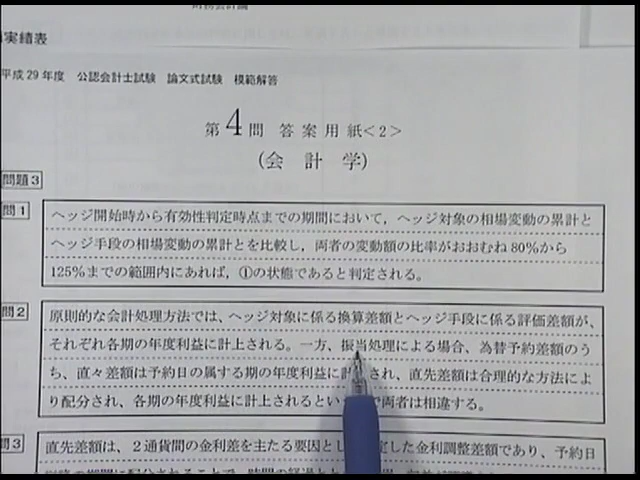 財務会計論
実績表
平成29年度 公認会計士試験 論文式試験 模範解答
第4問 答案用紙<2>
(会計学)
問題3
問1
ヘッジ開始時から有効性判定時点までの期間において,ヘッジ対象の相場変動の累計と
ヘッジ手段の相場変動の累計とを比較し,両者の変動額の比率がおおむね80%から
125%までの範囲内にあれば,①の状態であると判定される。
問2
原則的な会計処理方法では、ヘッジ対象に係る換算差額とヘッジ手段に係る評価差額が、
それぞれ各期の年度利益に計上される。一方、振当処理による場合、為替予約差額のう
ち、直々差額は予約日の属する期の年度利益に計 され、直先差額は合理的な方法によ
り配分され、各期の年度利益に計上されるとい で両者は相違する。
問3
直先差額は、2通貨間の金利差を主たる要因とし 定した金利調整差額であり、予約日